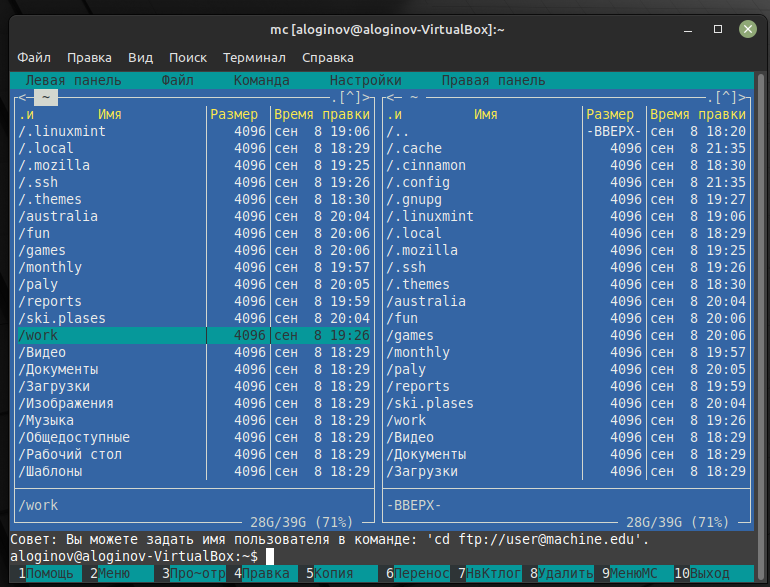 mc [aloginov@aloginov-VirtualBox]:~
Файл Правка Вид Поиск Терминал Справка
Левая панель Файл Команда Настройки Правая панель
<─ ~ .[^]> <─ ~ .[^]>
.и Имя Размер Время правки .и Имя Размер Время правки
/.linuxmint 4096 сен 8 19:06 /.. -ВВЕРХ- сен 8 18:20
/.local 4096 сен 8 18:29 /.cache 4096 сен 8 21:35
/.mozilla 4096 сен 8 19:25 /.cinnamon 4096 сен 8 18:30
/.ssh 4096 сен 8 19:26 /.config 4096 сен 8 21:35
/.themes 4096 сен 8 18:30 /.gnupg 4096 сен 8 19:27
/australia 4096 сен 8 20:04 /.linuxmint 4096 сен 8 19:06
/fun 4096 сен 8 20:06 /.local 4096 сен 8 18:29
/games 4096 сен 8 20:06 /.mozilla 4096 сен 8 19:25
/monthly 4096 сен 8 19:57 /.ssh 4096 сен 8 19:26
/paly 4096 сен 8 20:05 /.themes 4096 сен 8 18:30
/reports 4096 сен 8 19:59 /australia 4096 сен 8 20:04
/ski.plases 4096 сен 8 20:04 /fun 4096 сен 8 20:06
/work 4096 сен 8 19:26 /games 4096 сен 8 20:06
/Видео 4096 сен 8 18:29 /monthly 4096 сен 8 19:57
/Документы 4096 сен 8 18:29 /paly 4096 сен 8 20:05
/Загрузки 4096 сен 8 18:29 /reports 4096 сен 8 19:59
/Изображения 4096 сен 8 18:29 /ski.plases 4096 сен 8 20:04
/Музыка 4096 сен 8 18:29 /work 4096 сен 8 19:26
/Общедоступные 4096 сен 8 18:29 /Видео 4096 сен 8 18:29
/Рабочий стол 4096 сен 8 18:29 /Документы 4096 сен 8 18:29
/Шаблоны 4096 сен 8 18:29 /Загрузки 4096 сен 8 18:29
/work -ВВЕРХ-
28G/39G (71%) 28G/39G (71%)
Совет: Вы можете задать имя пользователя в команде: 'cd ftp://user@machine.edu'.
aloginov@aloginov-VirtualBox:~$
1Помощь 2Меню 3Про~отр 4Правка 5Копия 6Перенос 7НвКтлог 8Удалить 9МенюMC 10Выход